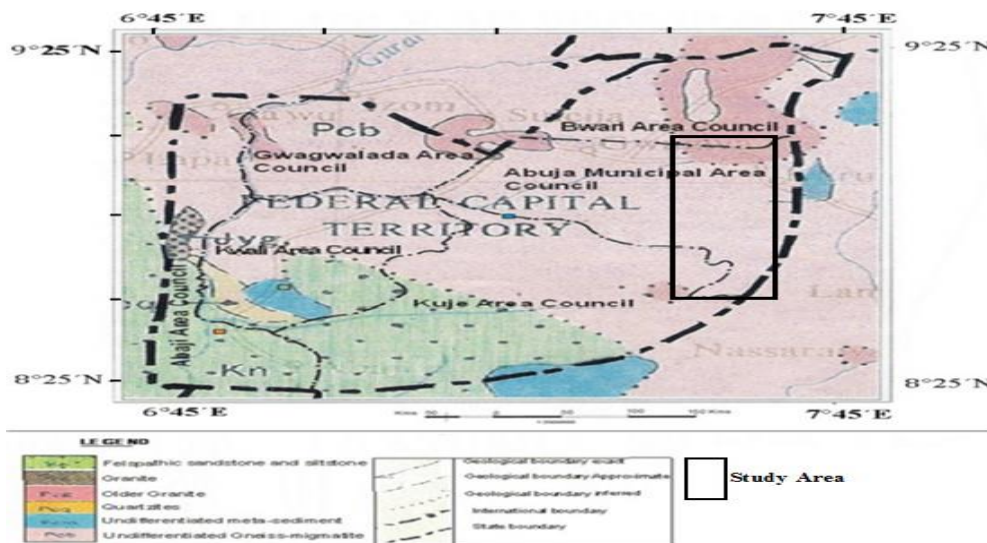 6°45´E 7°45´E
9°25´N 9°25´N
Gurai
Pcb
Bwari Area Council
Gwagwalada Area
Council
Abuja Municipal Area
Council
FEDERAL CAPITAL
TERRITORY
Kwali Area Council
Abaji Area Council
Kuje Area Council
Kn
Nassarawa
8°25´N 8°25´N
6°45´E 7°45´E
LEGEND
Felspathic sandstone and siltstone
Granite
Older Granite
Quartzites
Undifferentiated meta-sediment
Undifferentiated Gneiss-migmatite
Geological boundary exact
Geological boundary Approximate
Geological boundary inferred
International boundary
State boundary
Study Area